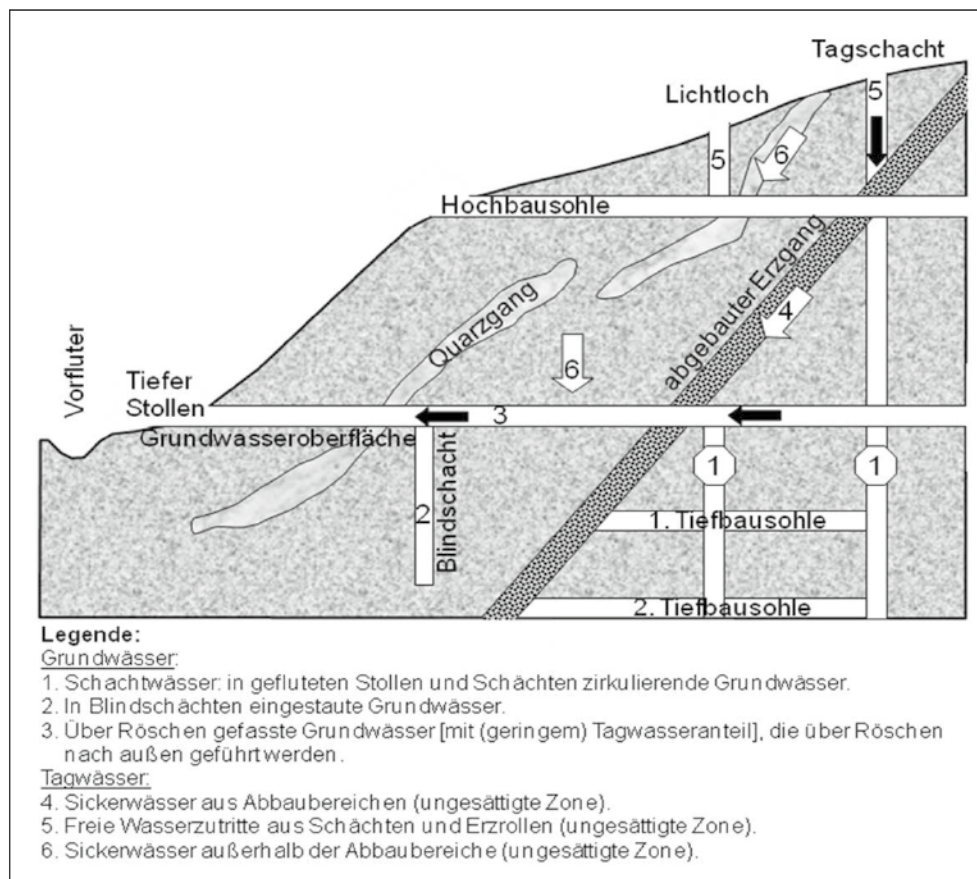 Tagschacht
5
Lichtloch
5
6
Hochbausohle
Quarzgang
abgebauter Erzgang
4
6
Vorfluter
Tiefer
Stollen
3
Grundwasseroberfläche
2
Blindschacht
1
1
1. Tiefbausohle
2. Tiefbausohle
Legende:
Grundwässer:
1. Schachtwässer: in gefluteten Stollen und Schächten zirkulierende Grundwässer.
2. In Blindschächten eingestaute Grundwässer.
3. Über Röschen gefasste Grundwässer [mit (geringem) Tagwasseranteil], die über Röschen
nach außen geführt werden.
Tagwässer:
4. Sickerwässer aus Abbaubereichen (ungesättigte Zone).
5. Freie Wasserzutritte aus Schächten und Erzrollen (ungesättigte Zone).
6. Sickerwässer außerhalb der Abbaubereiche (ungesättigte Zone).